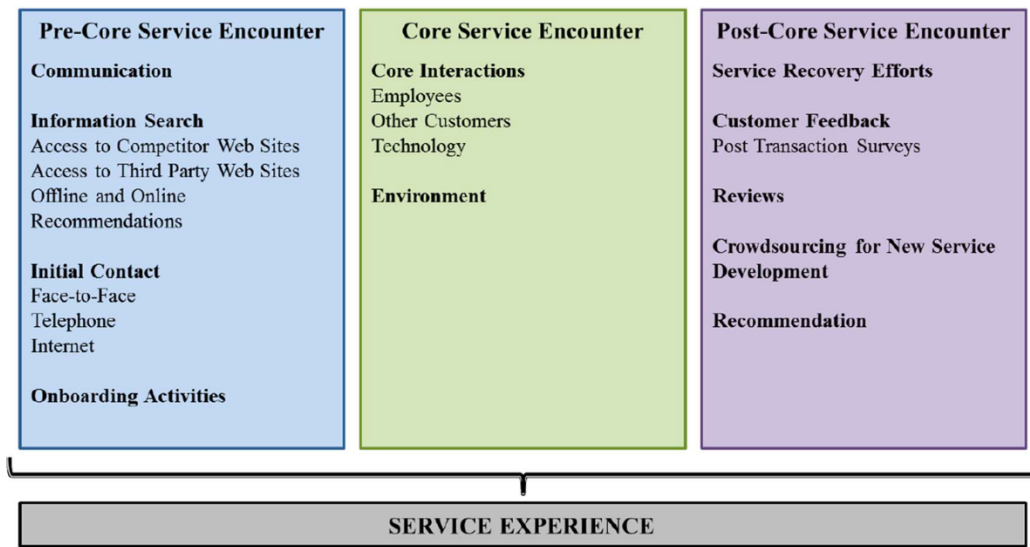 Pre-Core Service Encounter
Communication
Information Search
Access to Competitor Web Sites
Access to Third Party Web Sites
Offline and Online
Recommendations
Initial Contact
Face-to-Face
Telephone
Internet
Onboarding Activities
Core Service Encounter
Core Interactions
Employees
Other Customers
Technology
Environment
Post-Core Service Encounter
Service Recovery Efforts
Customer Feedback
Post Transaction Surveys
Reviews
Crowdsourcing for New Service
Development
Recommendation
SERVICE EXPERIENCE